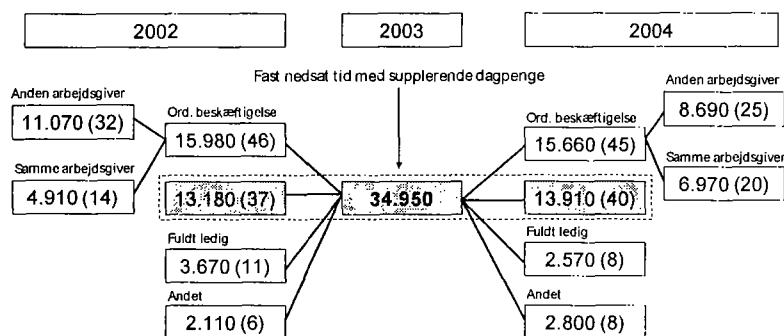 2002
2003
2004
Fast nedsat tid med supplerende dagpenge
Anden arbejdsgiver
11.070 (32)
Samme arbejdsgiver
4.910 (14)
Ord. beskæftigelse
15.980 (46)
13.180 (37)
Fuldt ledig
3.670 (11)
Andet
2.110 (6)
34.950
Ord. beskæftigelse
15.660 (45)
13.910 (40)
Fuldt ledig
2.570 (8)
Andet
2.800 (8)
Anden arbejdsgiver
8.690 (25)
Samme arbejdsgiver
6.970 (20)